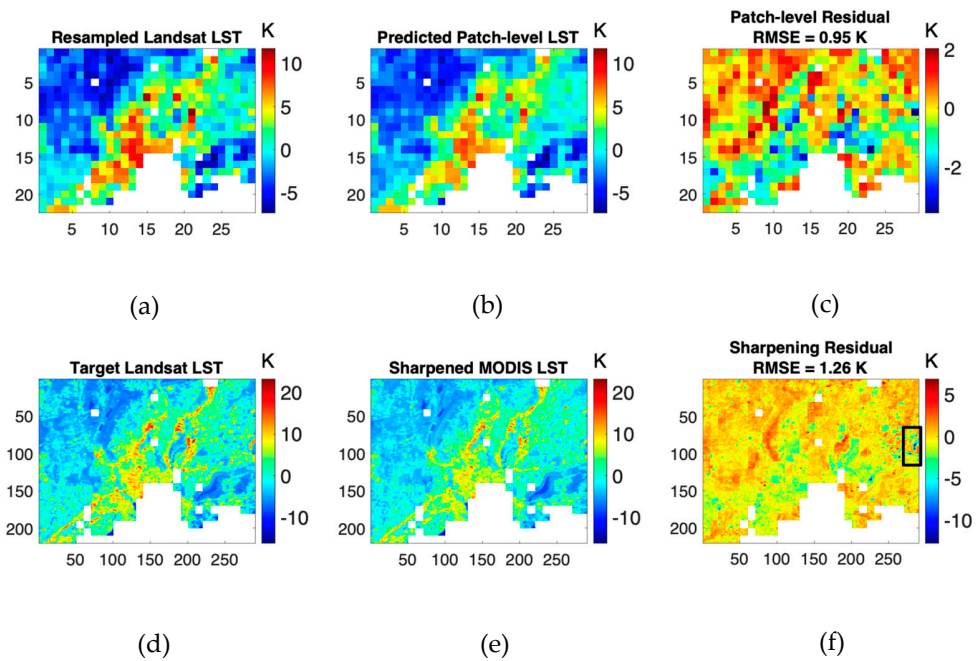 Resampled Landsat LST
K
10
5
0
-5
5
10
15
20
5 10 15 20 25
(a)
Predicted Patch-level LST
K
10
5
0
-5
5
10
15
20
5 10 15 20 25
(b)
Patch-level Residual
RMSE = 0.95 K
K
2
0
-2
5
10
15
20
5 10 15 20 25
(c)
Target Landsat LST
K
20
10
0
-10
50
100
150
200
50 100 150 200 250
(d)
Sharpened MODIS LST
K
20
10
0
-10
50
100
150
200
50 100 150 200 250
(e)
Sharpening Residual
RMSE = 1.26 K
K
5
0
-5
-10
50
100
150
200
50 100 150 200 250
(f)